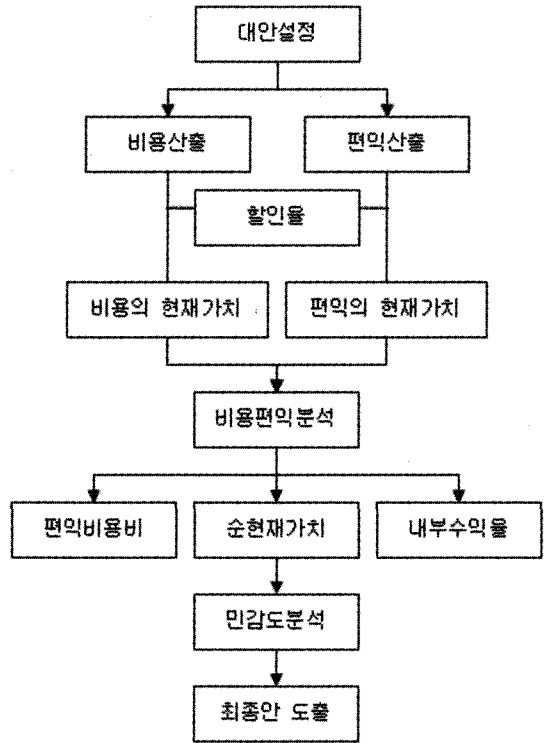 대안설정
비용산출
편익산출
할인율
비용의 현재가치
편익의 현재가치
비용편익분석
편익비용비
순현재가치
내부수익율
민감도분석
최종안 도출